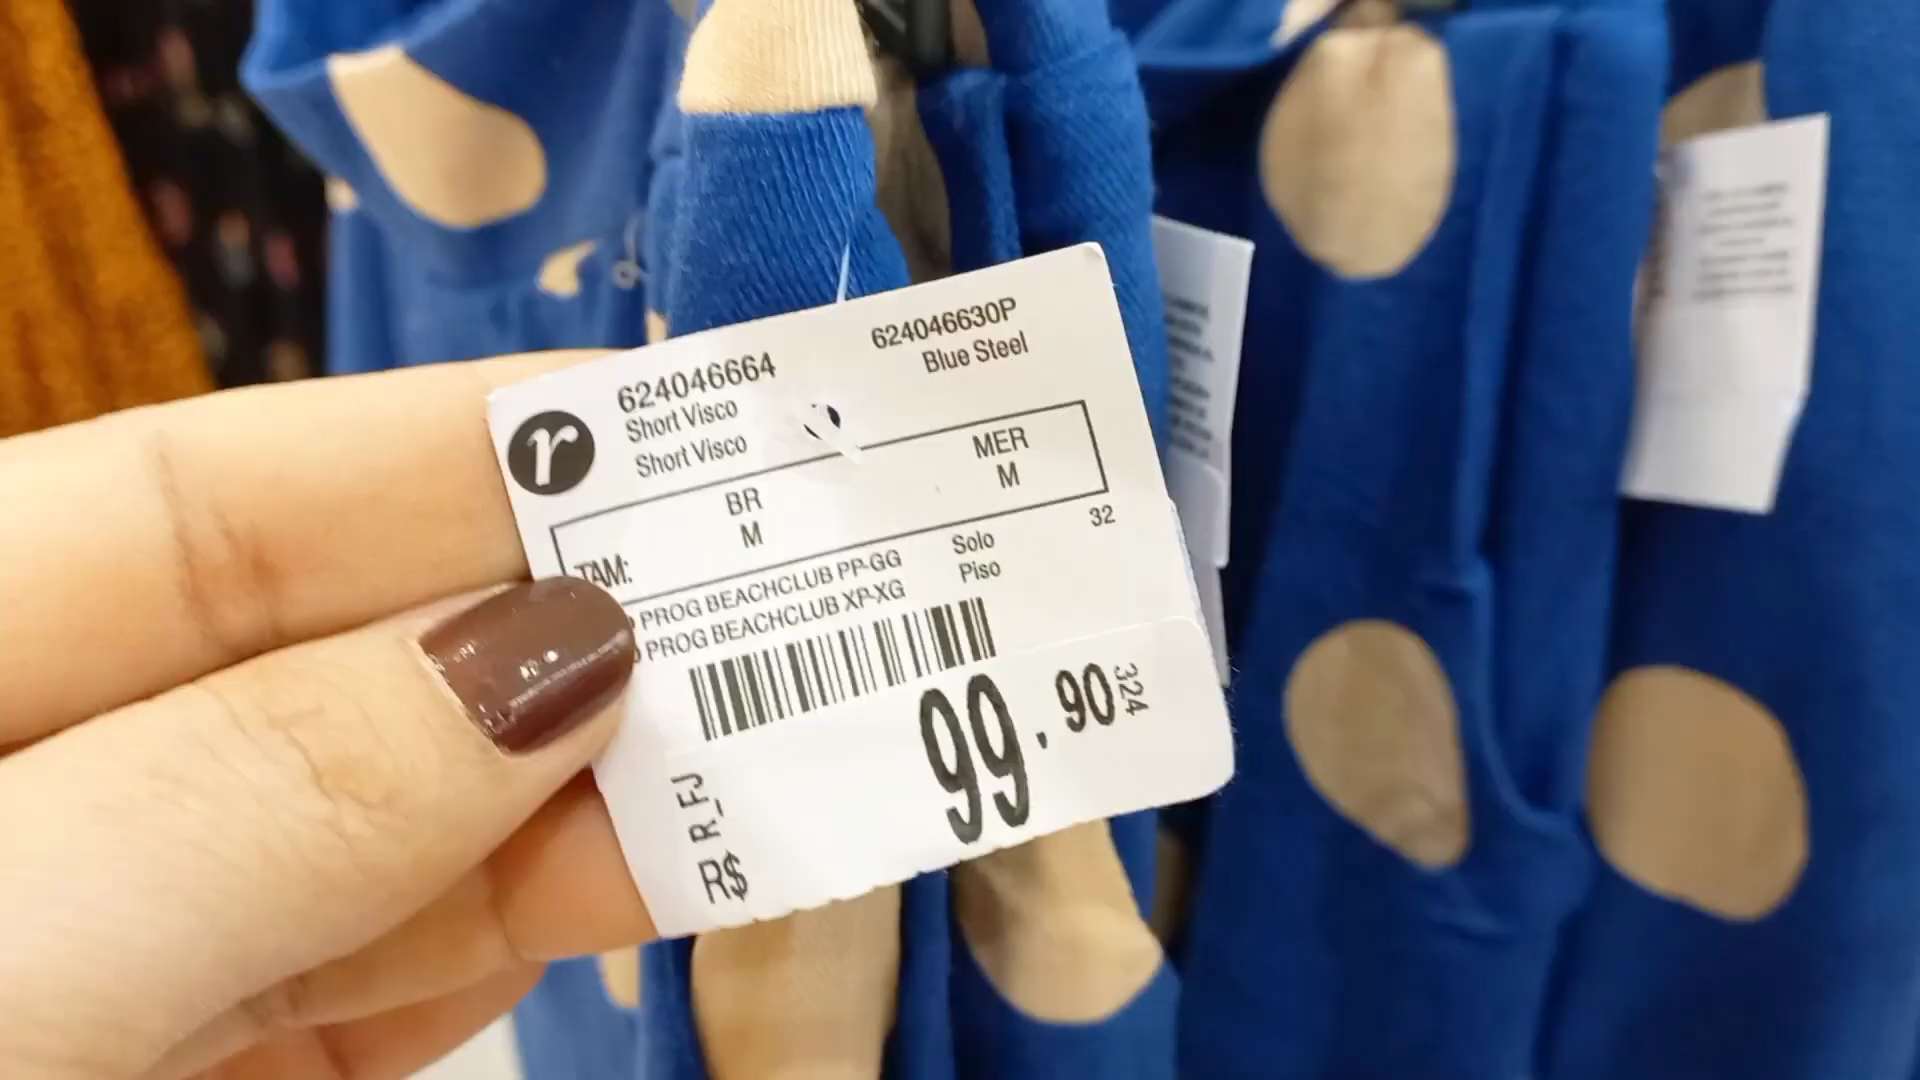 r
624046664
624046630P
Short Visco
Blue Steel
Short Visco
BR
MER
TAM:
M
M
32
PROG BEACHCLUB PP-GG
Solo
PROG BEACHCLUB XP-XG
Piso
99.90
324
R_FJ
R$